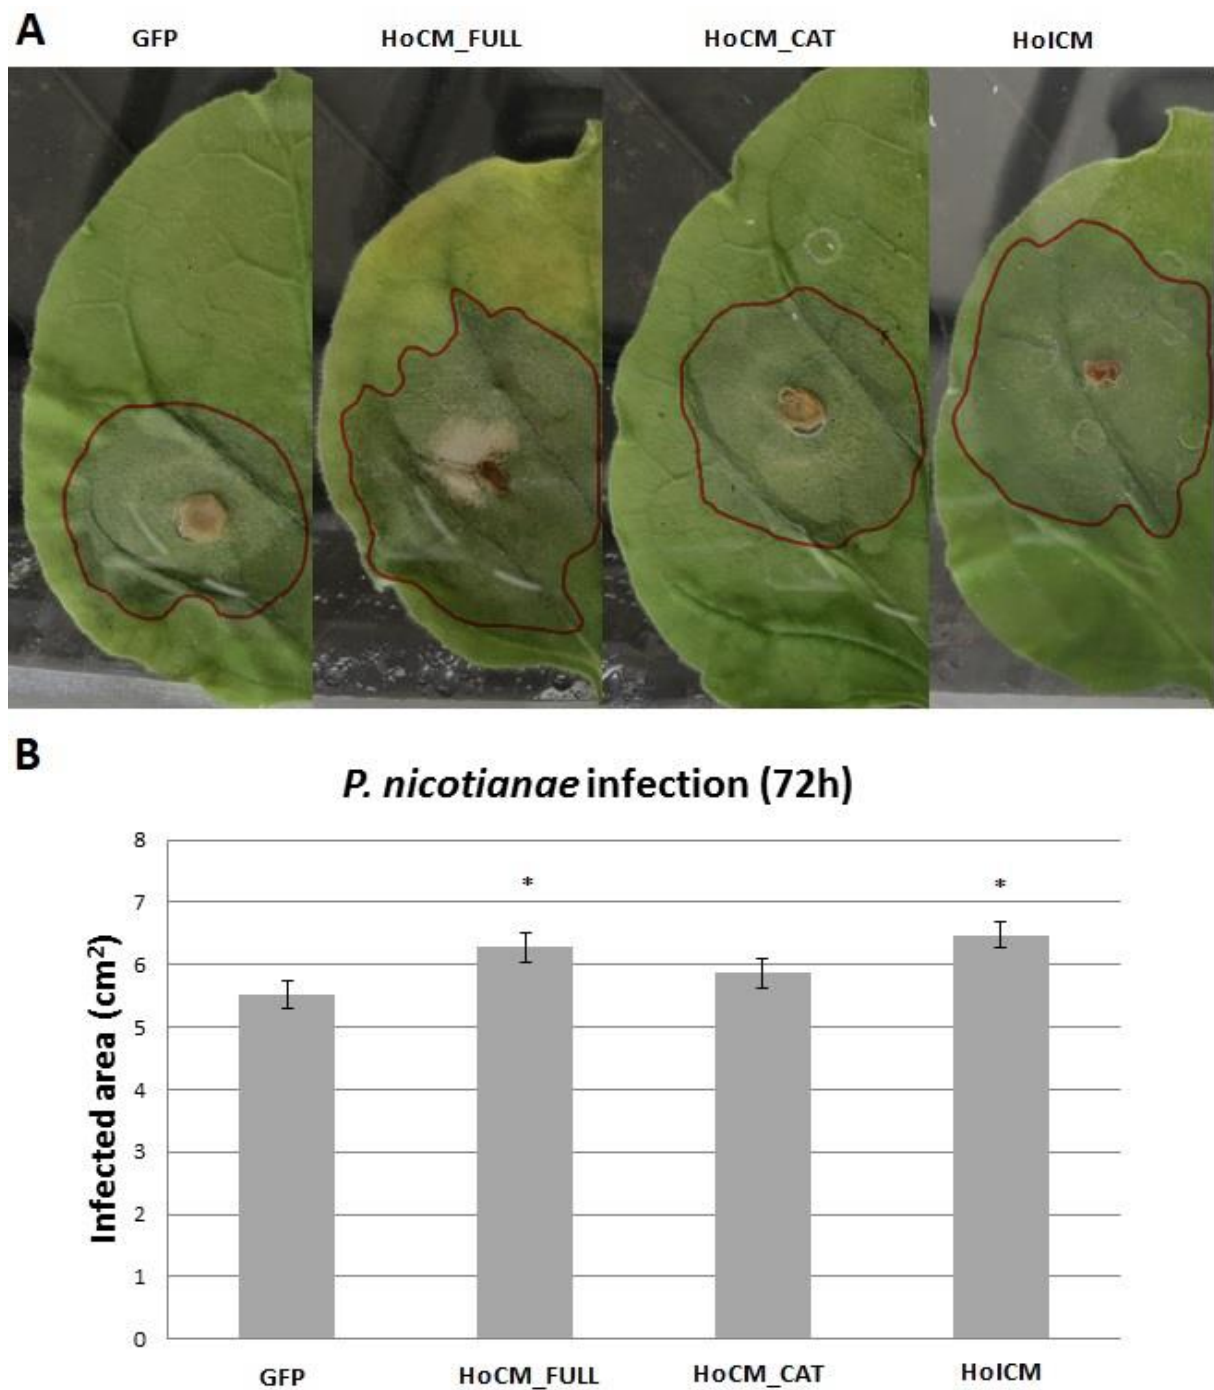 A
GFP HoCM_FULL HoCM_CAT HoICM
B
P. nicotianae infection (72h)
Infected area (cm²)
8
7
* *
6
5
4
3
2
1
0
GFP HoCM_FULL HoCM_CAT HoICM